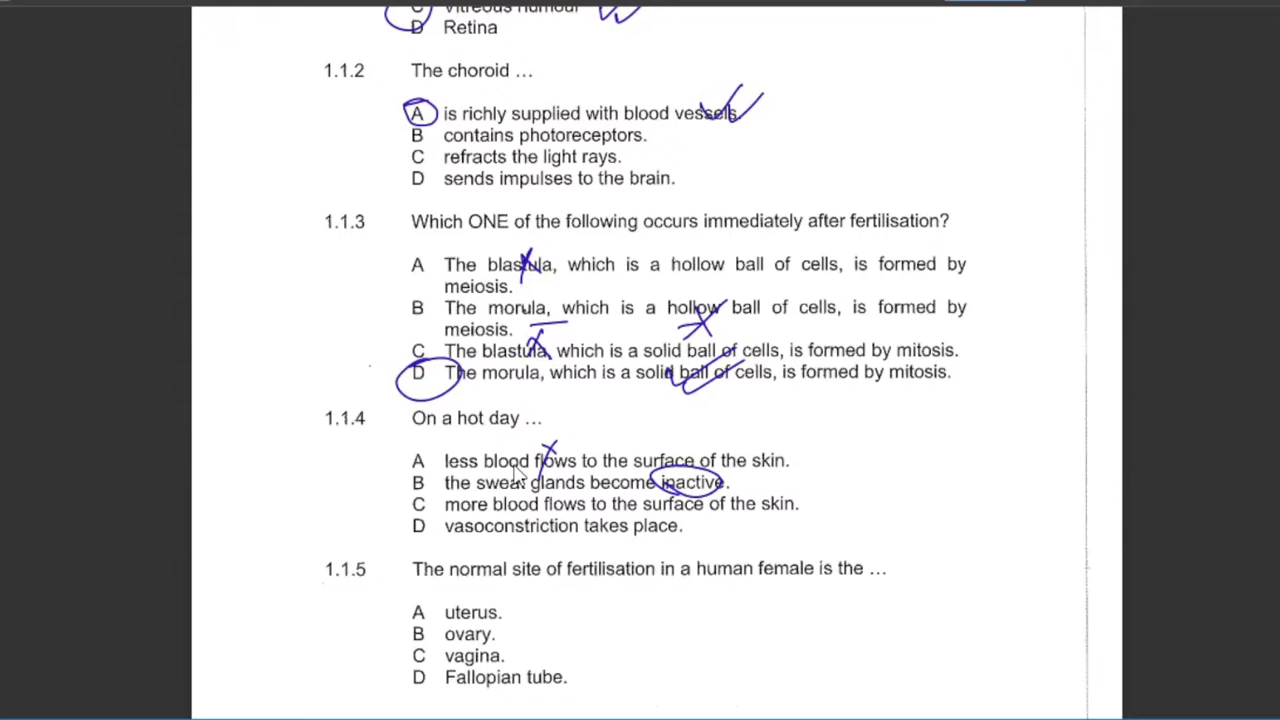 C Vitreous humour
D Retina
1.1.2 The choroid …
A is richly supplied with blood vessels.
B contains photoreceptors.
C refracts the light rays.
D sends impulses to the brain.
1.1.3 Which ONE of the following occurs immediately after fertilisation?
A The blastula, which is a hollow ball of cells, is formed by
meiosis.
B The morula, which is a hollow ball of cells, is formed by
meiosis.
C The blastula, which is a solid ball of cells, is formed by mitosis.
D The morula, which is a solid ball of cells, is formed by mitosis.
1.1.4 On a hot day …
A less blood flows to the surface of the skin.
B the sweat glands become inactive.
C more blood flows to the surface of the skin.
D vasoconstriction takes place.
1.1.5 The normal site of fertilisation in a human female is the …
A uterus.
B ovary.
C vagina.
D Fallopian tube.